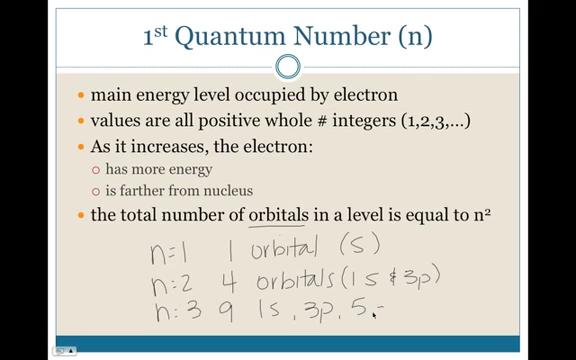 1st Quantum Number (n)
main energy level occupied by electron
values are all positive whole # integers (1,2,3,...)
As it increases, the electron:
has more energy
is farther from nucleus
the total number of orbitals in a level is equal to n²
n=1 1 orbital (s)
n=2 4 orbitals (1s & 3p)
n:3 9 1s, 3p, 5